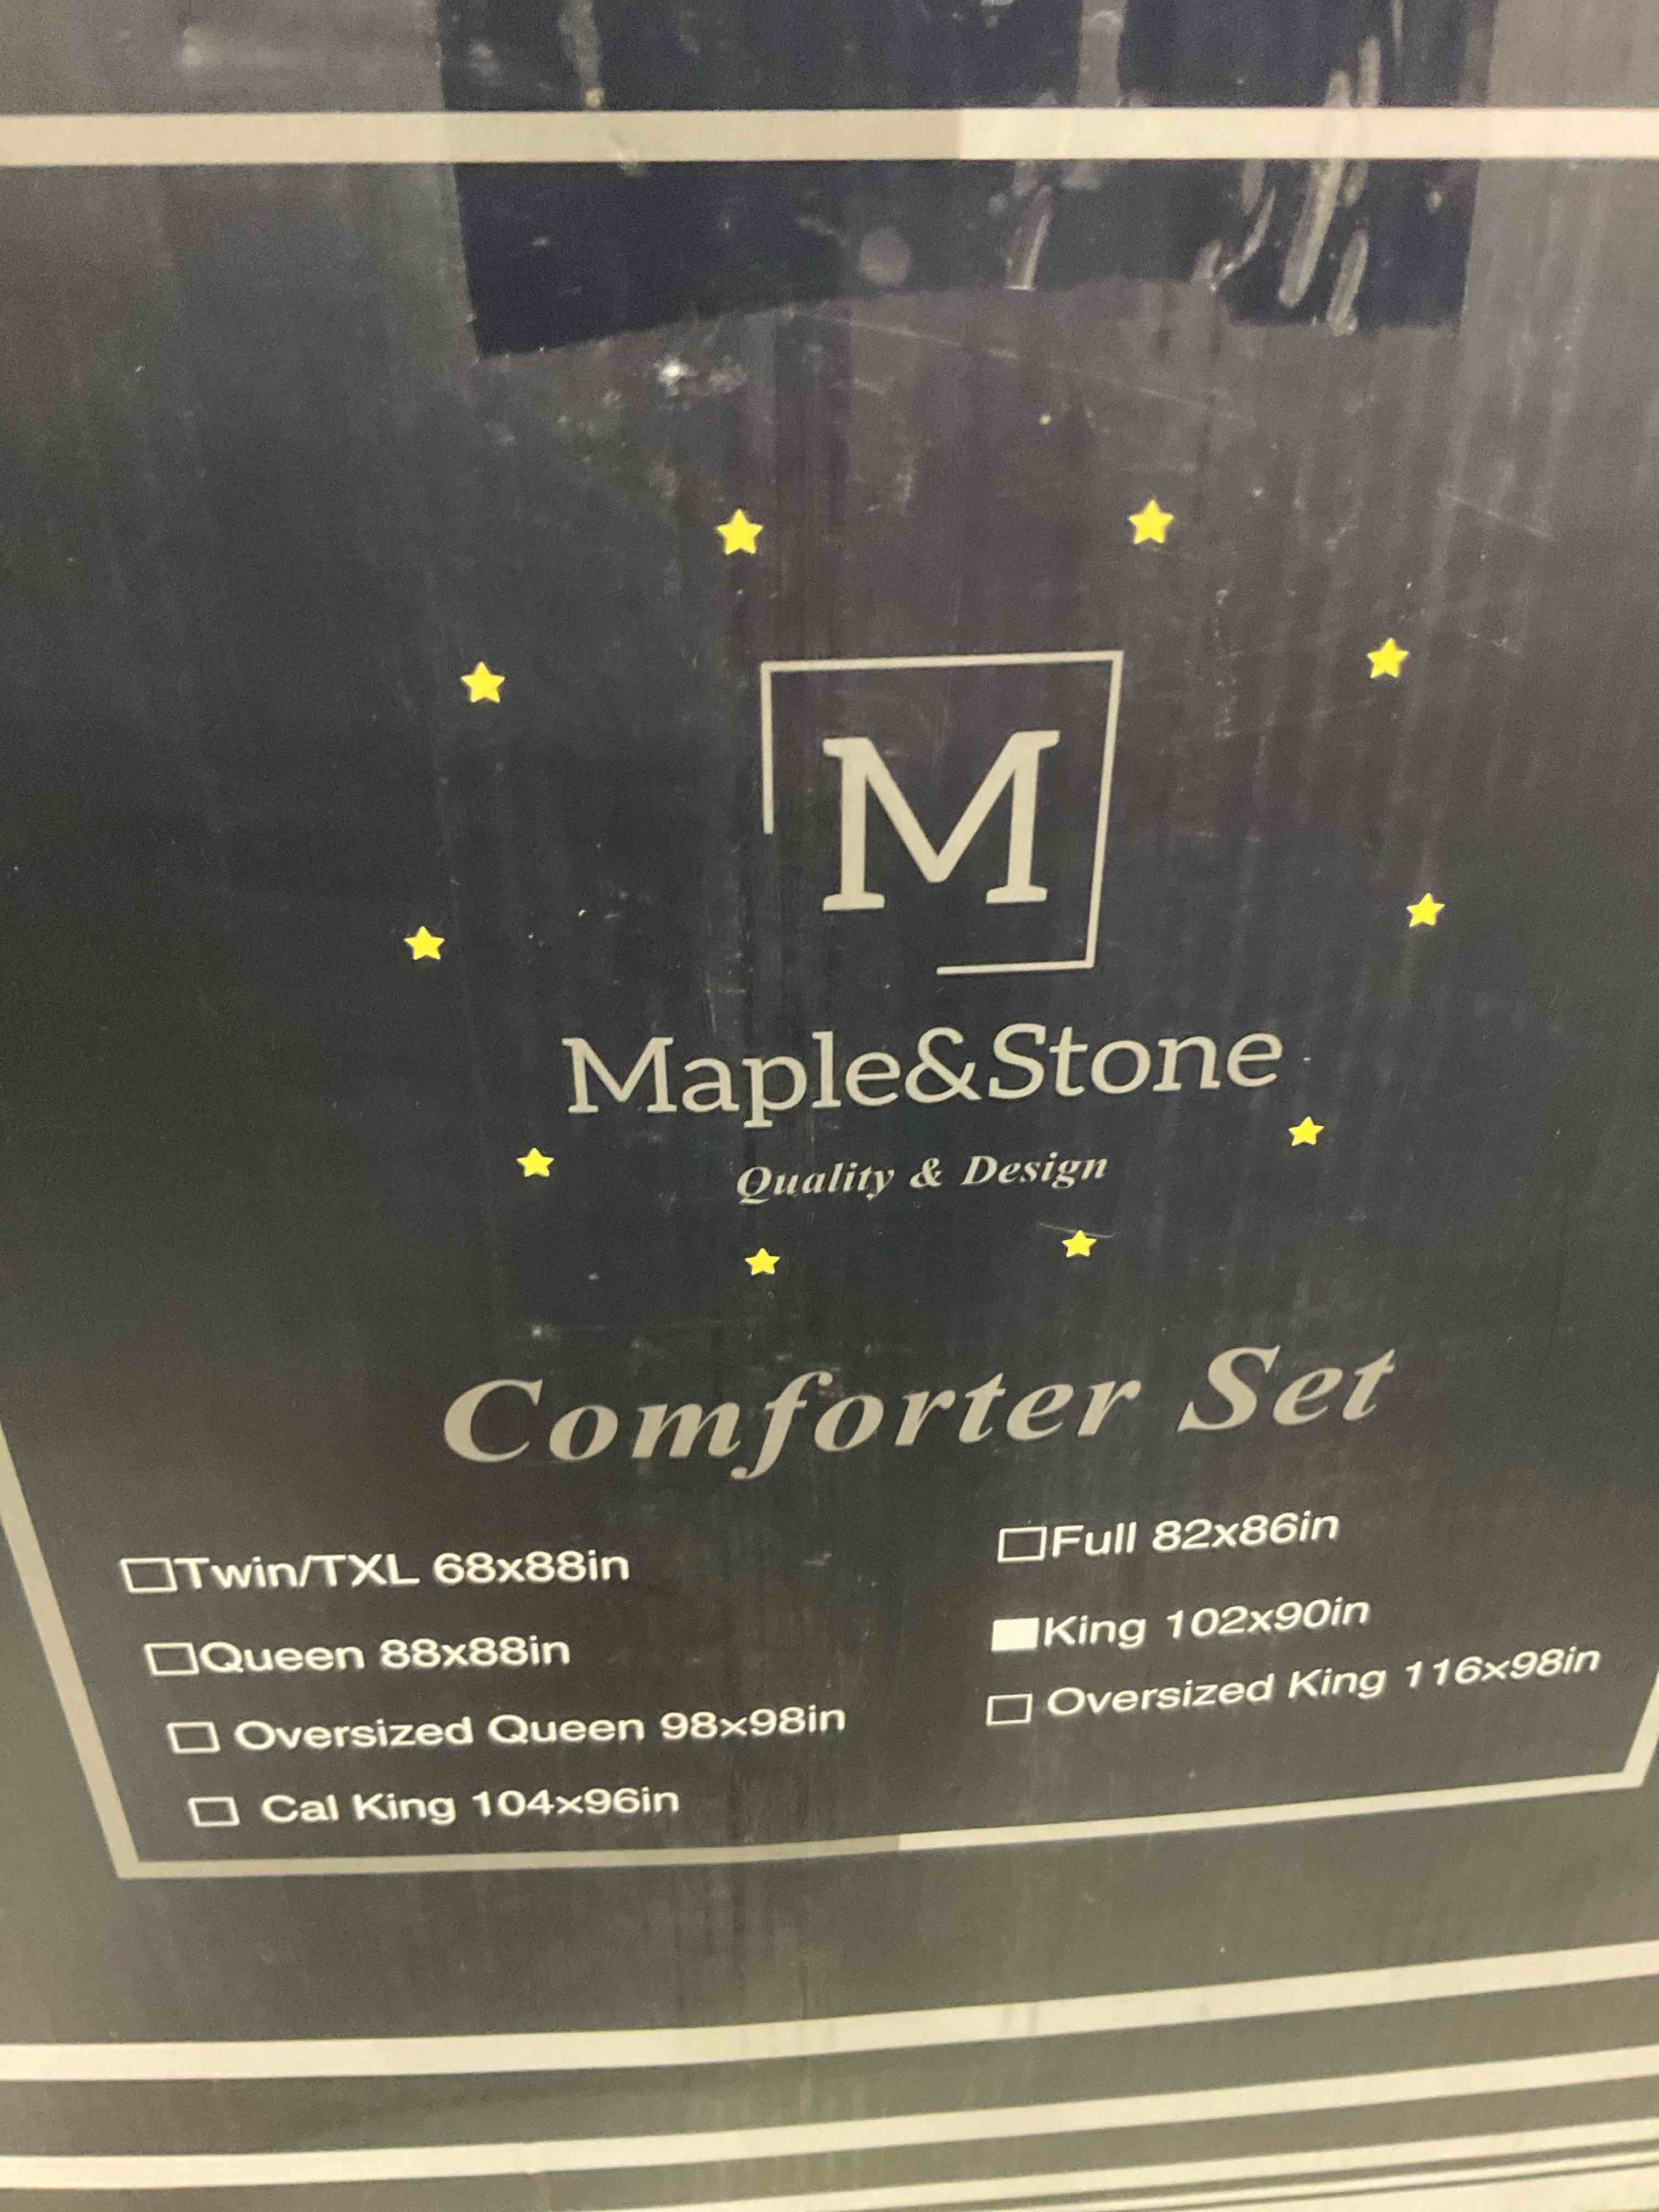 M
Maple&Stone
Quality & Design
Comforter Set
Twin/TXL 68x88in
Full 82x86in
Queen 88x88in
King 102x90in
Oversized Queen 98x98in
Oversized King 116x98in
Cal King 104x96in